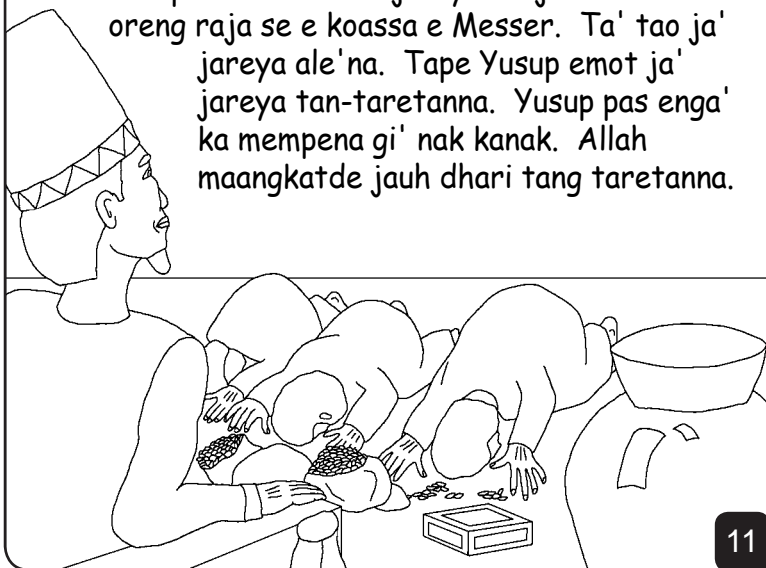 oreng raja se e koassa e Messer. Ta' tao ja'
jareya ale'na. Tape Yusup emot ja'
jareya tan-taretanna. Yusup pas enga'
ka mempena gi' nak kanak. Allah
maangkatde jauh dhari tang taretanna.
11